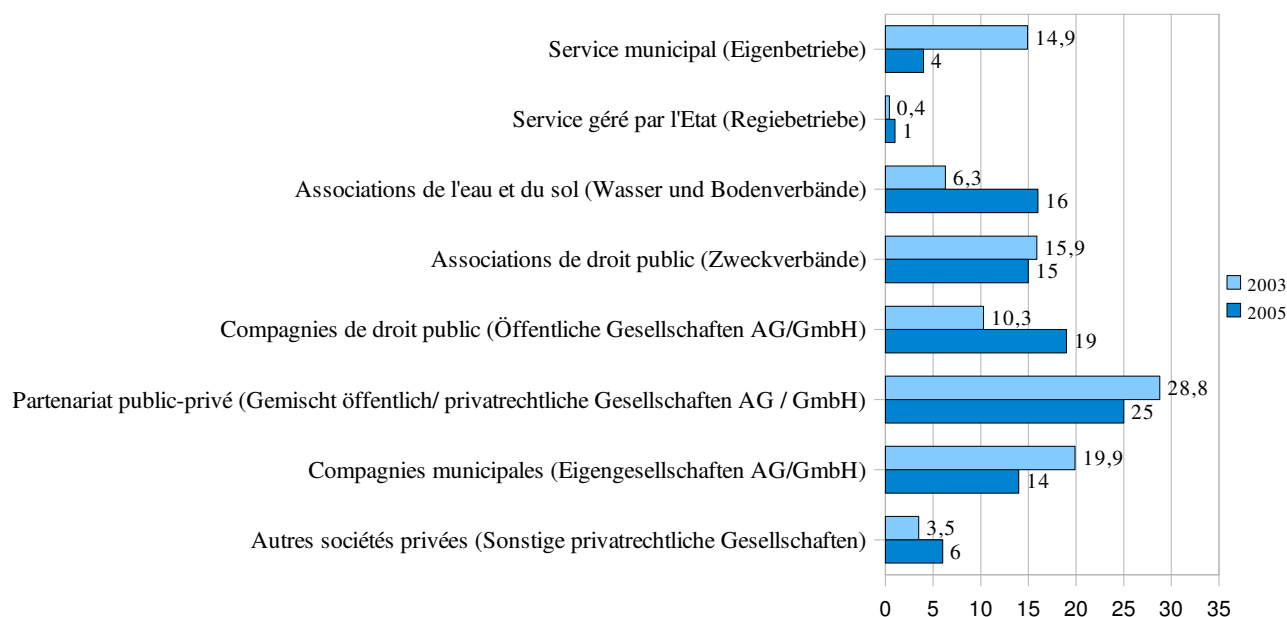 Service municipal (Eigenbetriebe)
14,9
4
Service géré par l'Etat (Regiebetriebe)
0,4
1
Associations de l'eau et du sol (Wasser und Bodenverbände)
6,3
16
Associations de droit public (Zweckverbände)
15,9
15
Compagnies de droit public (Öffentliche Gesellschaften AG/GmbH)
10,3
19
Partenariat public-privé (Gemischt öffentlich/ privatrechtliche Gesellschaften AG / GmbH)
28,8
25
Compagnies municipales (Eigengesellschaften AG/GmbH)
19,9
14
Autres sociétés privées (Sonstige privatrechtliche Gesellschaften)
3,5
6
0 5 10 15 20 25 30 35
2003
2005